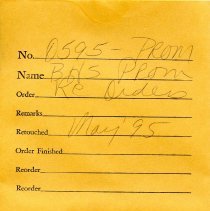 No. 0595- Prom
Name BHS Prom
Order Re Orders
Remarks
Retouched May '95
Order Finished
Reorder
Reorder